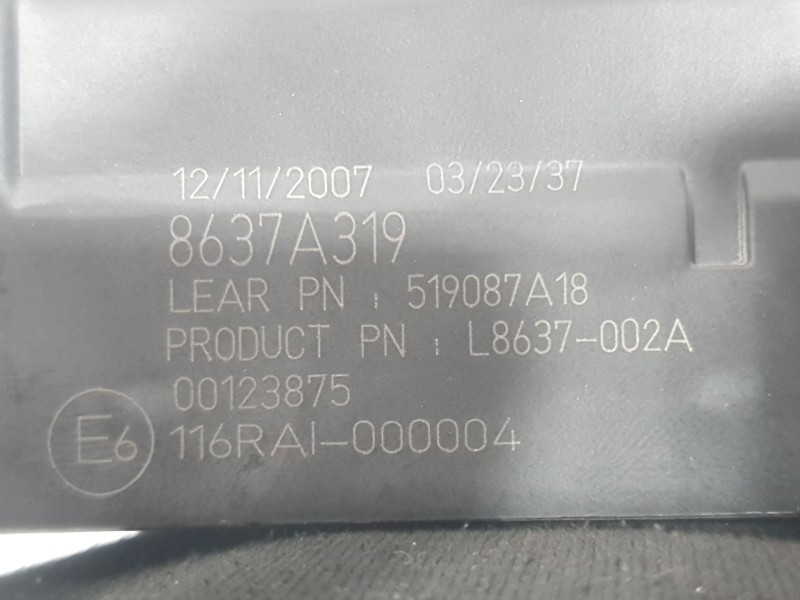 12/11/2007 03/23/37
8637A319
LEAR PN : 519087A18
PRODUCT PN : L8637-002A
00123875
E6 116RAI-000004